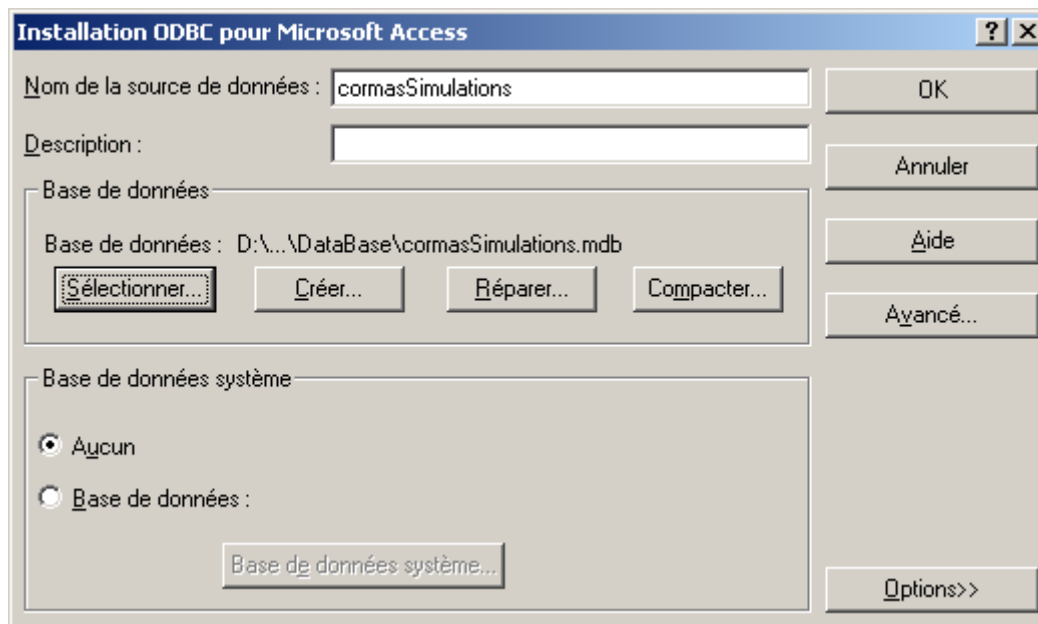 Installation ODBC pour Microsoft Access
Nom de la source de données : cormasSimulations
OK
Description :
Annuler
Base de données
Base de données : D:\...\DataBase\cormasSimulations.mdb
Aide
Sélectionner... Créer... Réparer... Compacter...
Avancé...
Base de données système
Aucun
Base de données :
Base de données système...
Options>>